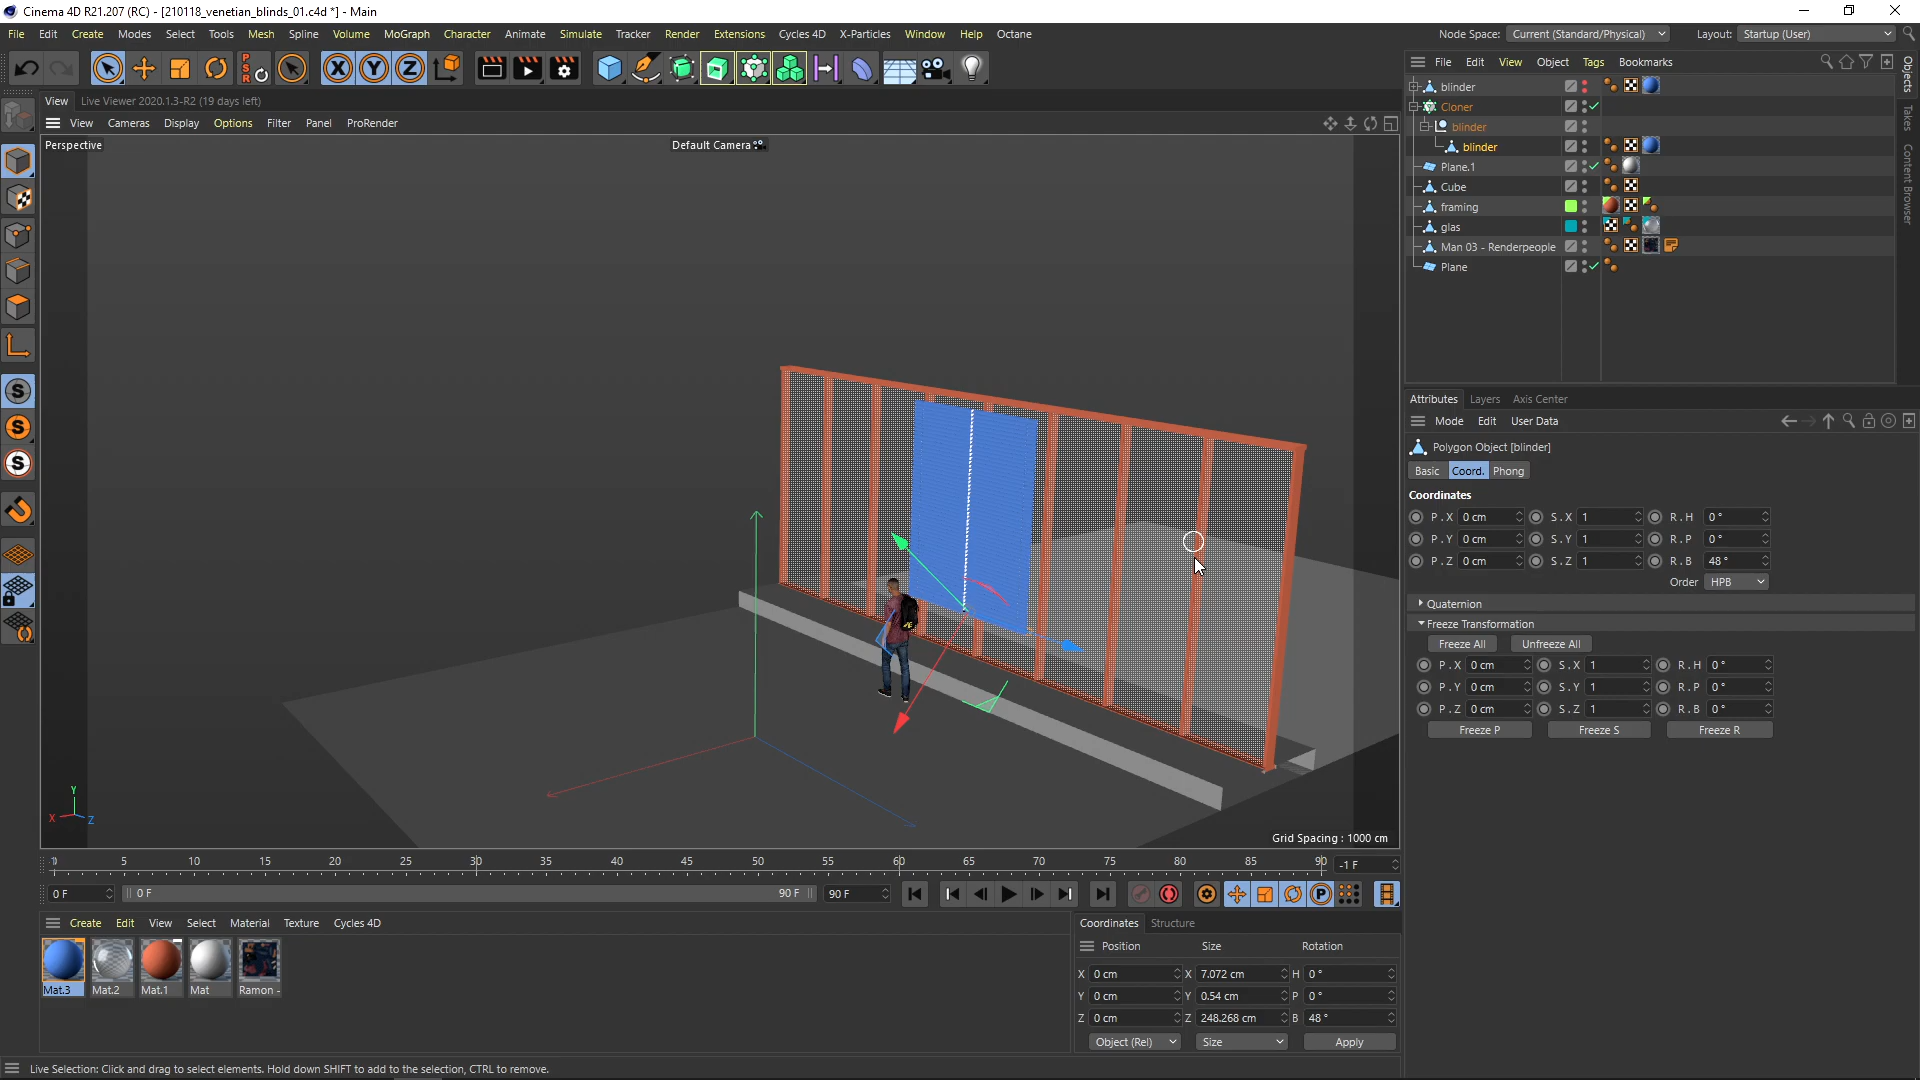 Cinema 4D R21.207 (RC) - [210118_venetian_blinds_01.c4d *] - Main
File Edit Create Modes Select Tools Mesh Spline Volume MoGraph Character Animate Simulate Tracker Render Extensions Cycles 4D X-Particles Window Help Octane
Node Space: Current (Standard/Physical) Layout: Startup (User)
File Edit View Object Tags Bookmarks
View Live Viewer 2020.1.3-R2 (19 days left)
View Cameras Display Options Filter Panel ProRender
Perspective
Default Camera
Grid Spacing : 1000 cm
Y
X
Z
blinder
Cloner
blinder
blinder
Plane.1
Cube
framing
glas
Man 03 - Renderpeople
Plane
Objects
Takes
Content Browser
Attributes Layers Axis Center
Mode Edit User Data
Polygon Object [blinder]
Basic Coord. Phong
Coordinates
P . X 0 cm S . X 1 R . H 0°
P . Y 0 cm S . Y 1 R . P 0°
P . Z 0 cm S . Z 1 R . B 48°
Order HPB
Quaternion
Freeze Transformation
Freeze All Unfreeze All
P . X 0 cm S . X 1 R . H 0°
P . Y 0 cm S . Y 1 R . P 0°
P . Z 0 cm S . Z 1 R . B 0°
Freeze P Freeze S Freeze R
0 5 10 15 20 25 30 35 40 45 50 55 60 65 70 75 80 85 90 -1 F
0 F 0 F 90 F 90 F
Create Edit View Select Material Texture Cycles 4D
Mat.3 Mat.2 Mat.1 Mat Ramon -
Coordinates Structure
Position Size Rotation
X 0 cm X 7.072 cm H 0°
Y 0 cm Y 0.54 cm P 0°
Z 0 cm Z 248.268 cm B 48°
Object (Rel) Size Apply
Live Selection: Click and drag to select elements. Hold down SHIFT to add to the selection, CTRL to remove.